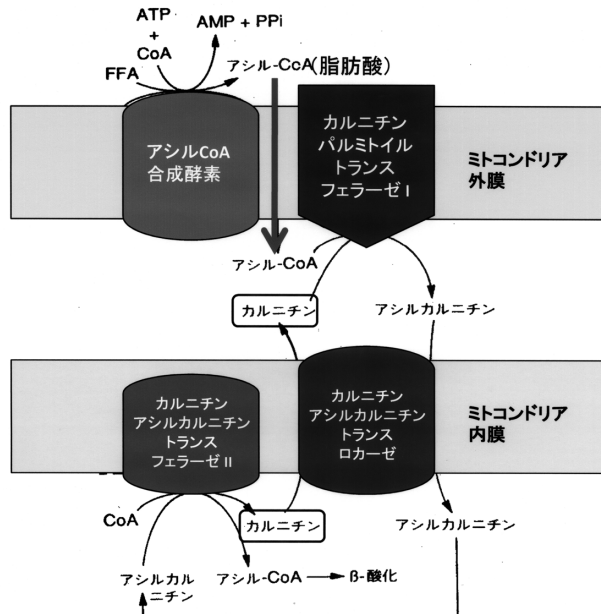 ATP
+
CoA
AMP + PPi
FFA
アシル-CoA(脂肪酸)
アシルCoA
合成酵素
カルニチン
パルミトイル
トランス
フェラーゼ I
ミトコンドリア
外膜
アシル-CoA
カルニチン
アシルカルニチン
カルニチン
アシルカルニチン
トランス
フェラーゼ II
カルニチン
アシルカルニチン
トランス
ロカーゼ
ミトコンドリア
内膜
CoA
カルニチン
アシルカルニチン
アシルカル
ニチン
アシル-CoA
β-酸化